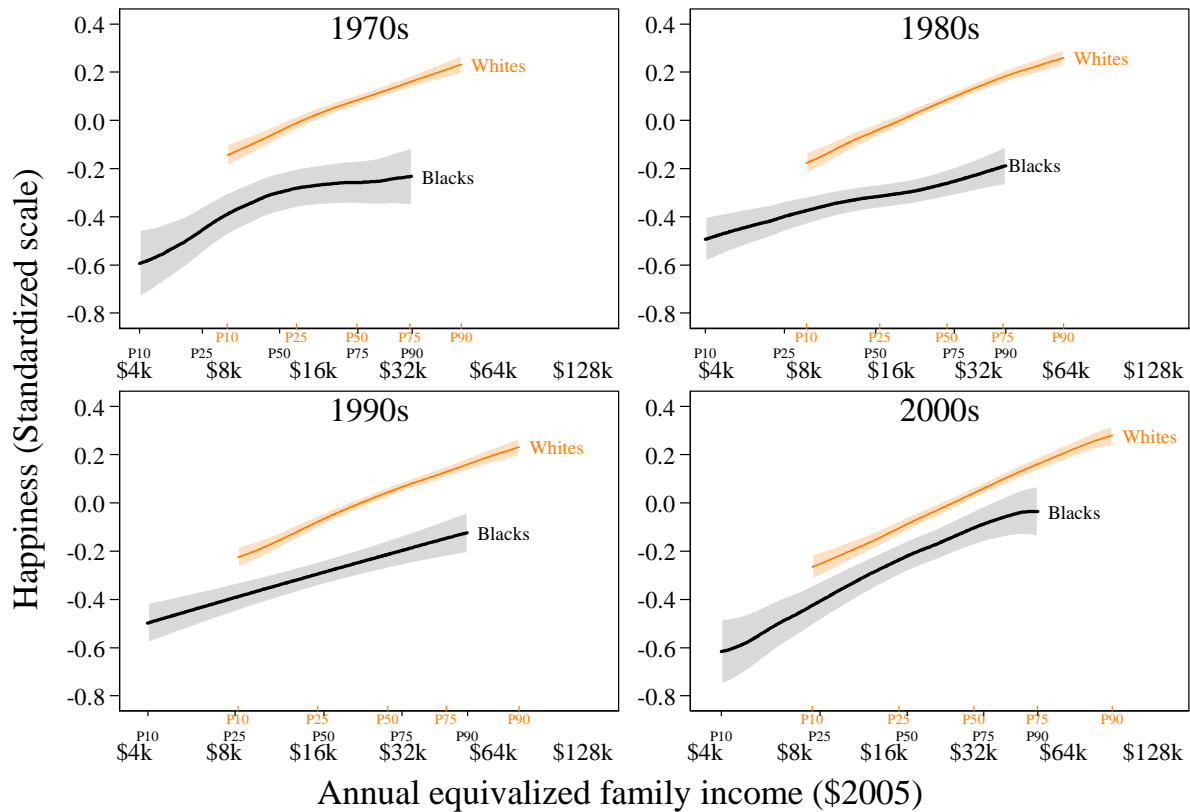 1970s
1980s
0.4
0.2
0.0
-0.2
-0.4
-0.6
-0.8
Whites
Blacks
P10 P25 P50 P75 P90
P10 P25 P50 P75 P90
$4k $8k $16k $32k $64k $128k
0.4
0.2
0.0
-0.2
-0.4
-0.6
-0.8
Whites
Blacks
P10 P25 P50 P75 P90
P10 P25 P50 P75 P90
$4k $8k $16k $32k $64k $128k
1990s
2000s
0.4
0.2
0.0
-0.2
-0.4
-0.6
-0.8
Whites
Blacks
P10 P25 P50 P75 P90
P10 P25 P50 P75 P90
$4k $8k $16k $32k $64k $128k
0.4
0.2
0.0
-0.2
-0.4
-0.6
-0.8
Whites
Blacks
P10 P25 P50 P75 P90
P10 P25 P50 P75 P90
$4k $8k $16k $32k $64k $128k
Happiness (Standardized scale)
Annual equivalized family income ($2005)